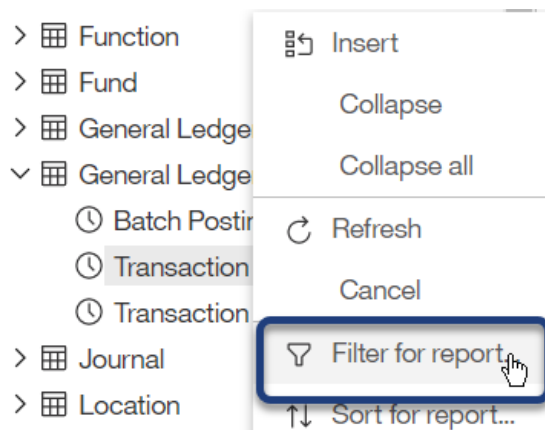 Function
Fund
General Ledge
General Ledge
Batch Postin
Transaction
Transaction
Journal
Location
Insert
Collapse
Collapse all
Refresh
Cancel
Filter for report...
Sort for report...